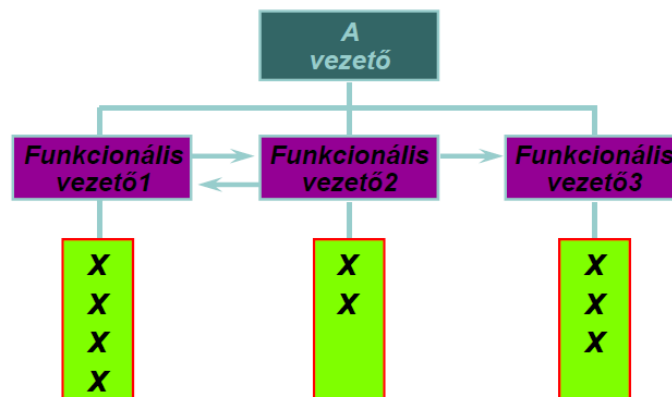 A
vezető
Funkcionális
vezető1
Funkcionális
vezető2
Funkcionális
vezető3
X
X
X
X
X
X
X
X
X